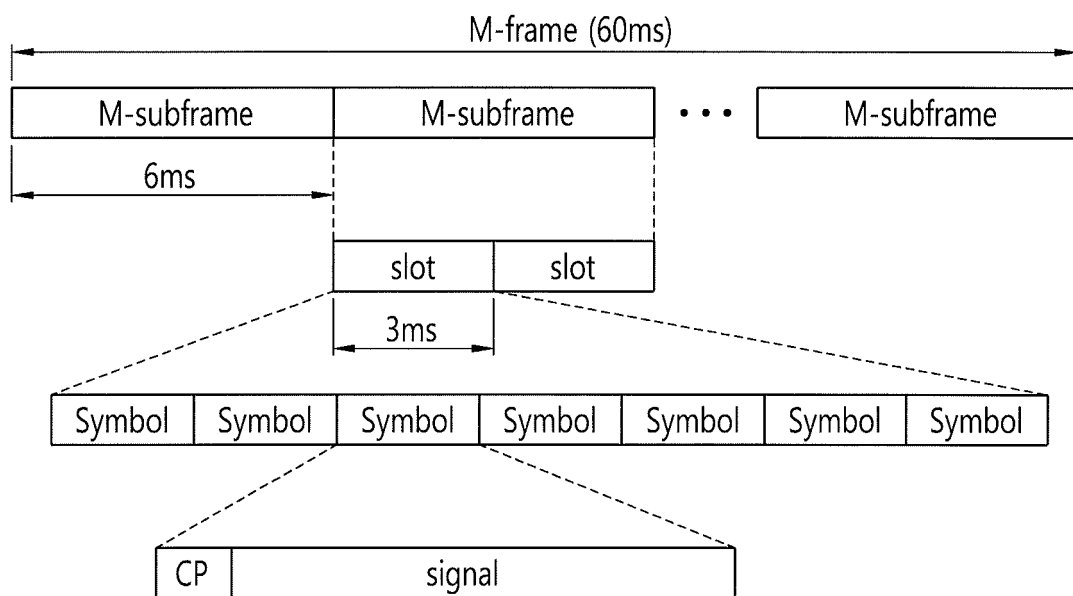 M-frame (60ms)
M-subframe M-subframe • • • M-subframe
6ms
slot slot
3ms
Symbol Symbol Symbol Symbol Symbol Symbol Symbol
CP signal